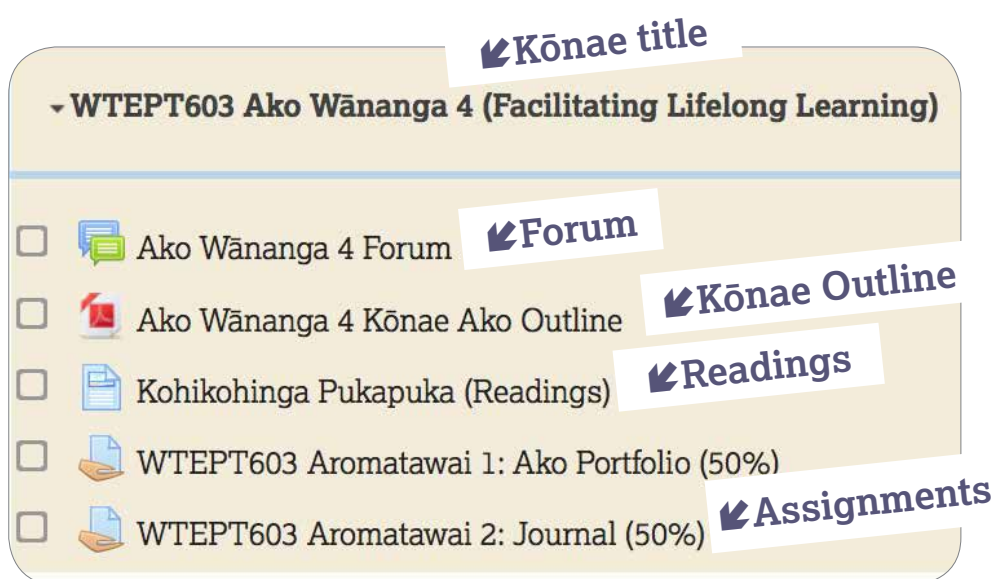 Kōnae title
WTEPT603 Ako Wānanga 4 (Facilitating Lifelong Learning)
Ako Wānanga 4 Forum
Forum
Ako Wānanga 4 Kōnae Ako Outline
Kōnae Outline
Kohikohinga Pukapuka (Readings)
Readings
WTEPT603 Aromatawai 1: Ako Portfolio (50%)
WTEPT603 Aromatawai 2: Journal (50%)
Assignments